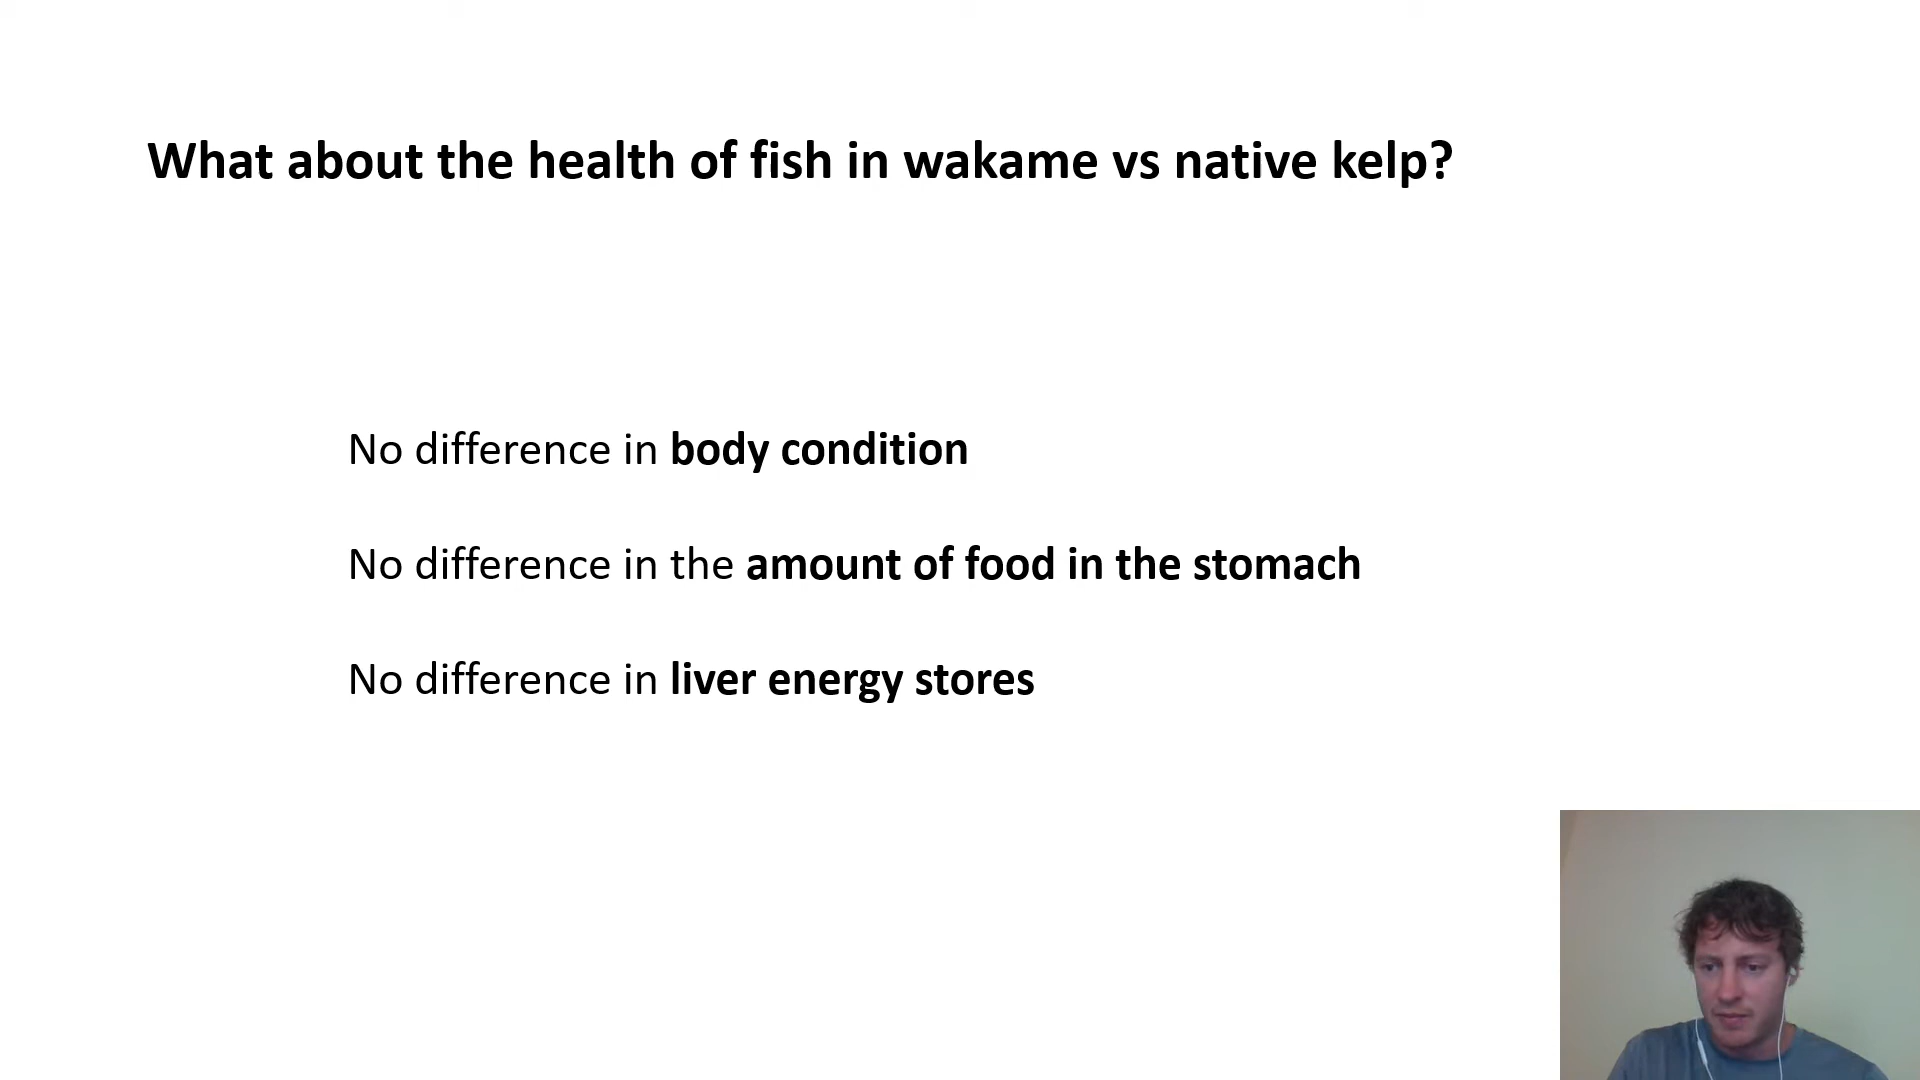 What about the health of fish in wakame vs native kelp?
No difference in body condition
No difference in the amount of food in the stomach
No difference in liver energy stores